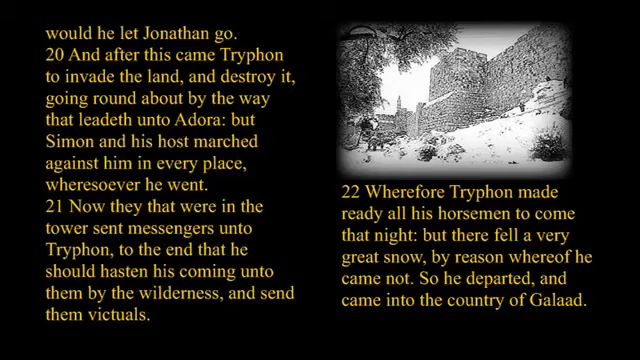 would he let Jonathan go.
20 And after this came Tryphon
to invade the land, and destroy it,
going round about by the way
that leadeth unto Adora: but
Simon and his host marched
against him in every place,
wheresoever he went.
21 Now they that were in the
tower sent messengers unto
Tryphon, to the end that he
should hasten his coming unto
them by the wilderness, and send
them victuals.
22 Wherefore Tryphon made
ready all his horsemen to come
that night: but there fell a very
great snow, by reason whereof he
came not. So he departed, and
came into the country of Galaad.